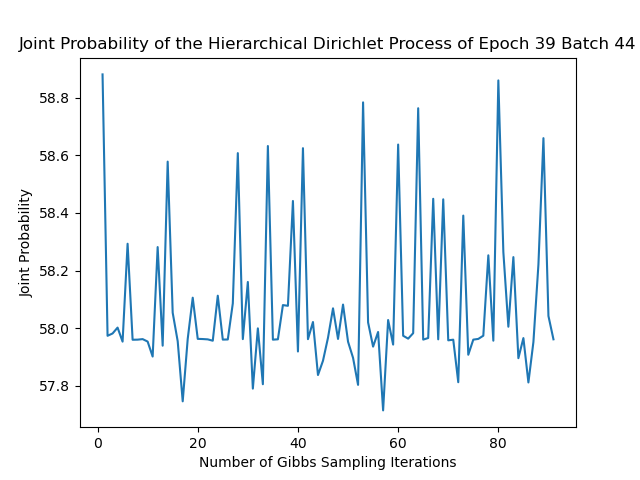 Joint Probability of the Hierarchical Dirichlet Process of Epoch 39 Batch 44
58.8
58.6
58.4
58.2
58.0
57.8
Joint Probability
0 20 40 60 80
Number of Gibbs Sampling Iterations